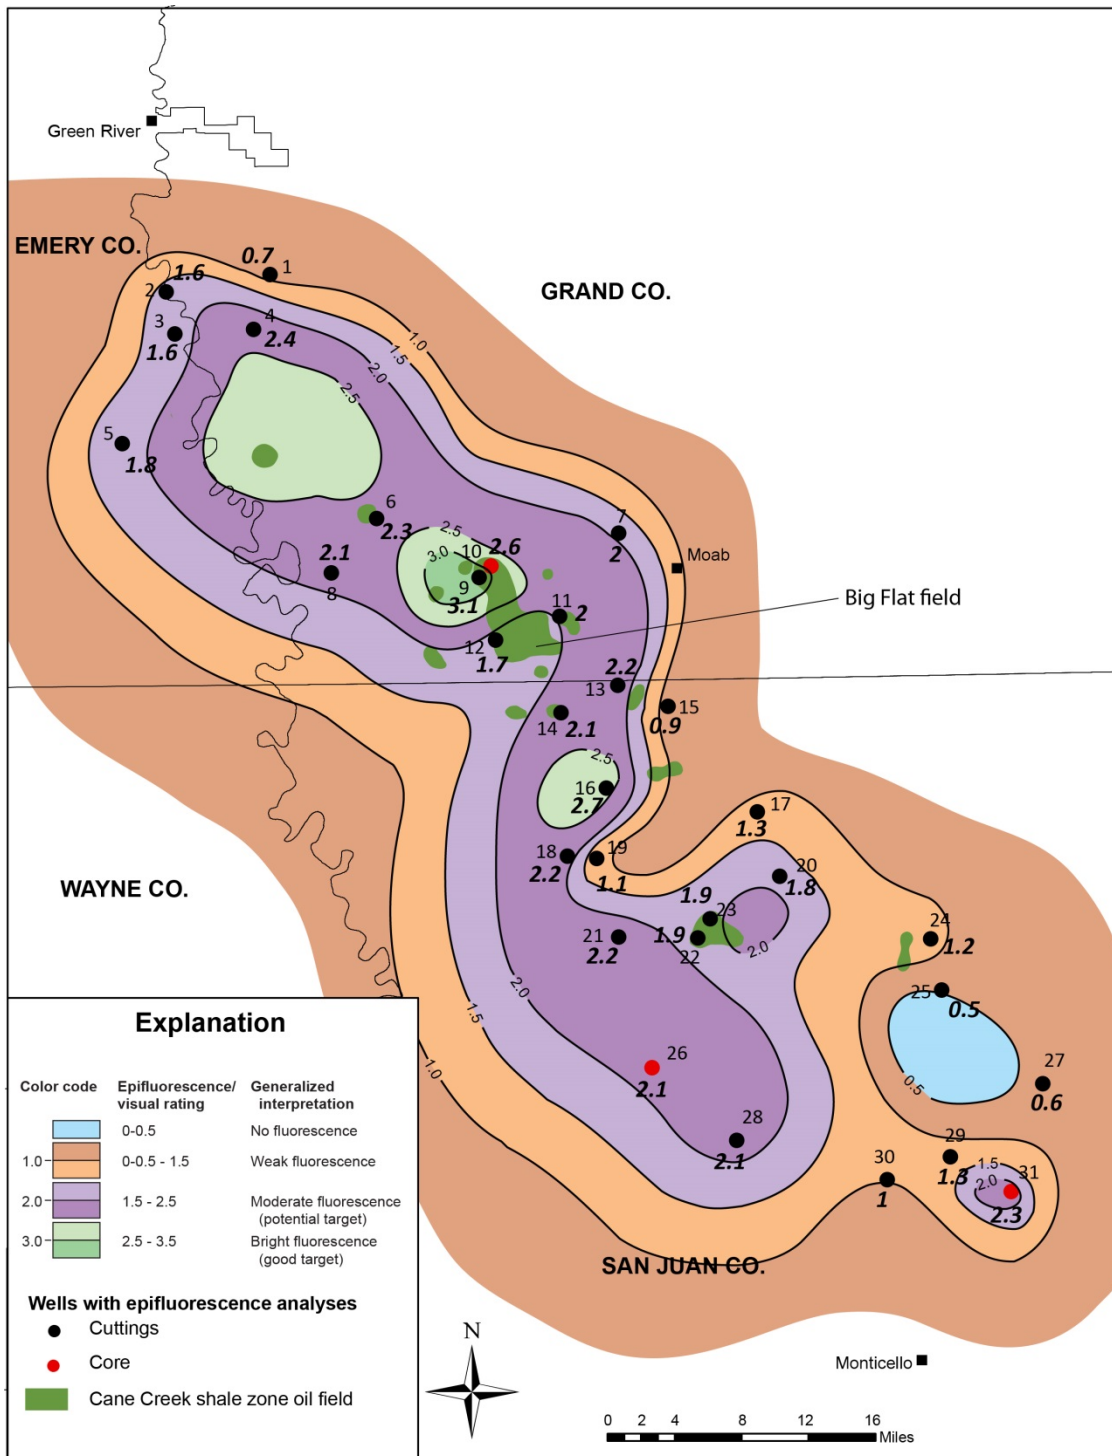 Green River
EMERY CO.
0.7
1
1.6
2
GRAND CO.
3
1.6
4
2.4
1.0
1.5
2.0
2.5
5
1.8
6
2.3
7
2
Moab
2.5
2.6
10
3.0
2.1
8
9
3.1
Big Flat field
11
2
12
1.7
2.2
13
15
0.9
14
2.1
2.5
16
2.7
17
1.3
18
2.2
19
1.1
20
1.8
WAYNE CO.
1.9
23
1.9
22
2.0
24
1.2
21
2.2
25
0.5
2.0
1.5
1.0
26
2.1
0.5
27
0.6
28
2.1
29
1.3
30
1
1.5
2.0
31
2.3
SAN JUAN CO.
Explanation
Color code
Epifluorescence/
visual rating
Generalized
interpretation
0-0.5
No fluorescence
1.0
0-0.5 - 1.5
Weak fluorescence
2.0
1.5 - 2.5
Moderate fluorescence
(potential target)
3.0
2.5 - 3.5
Bright fluorescence
(good target)
Wells with epifluorescence analyses
Cuttings
Core
Cane Creek shale zone oil field
N
Monticello
0 2 4 8 12 16
Miles